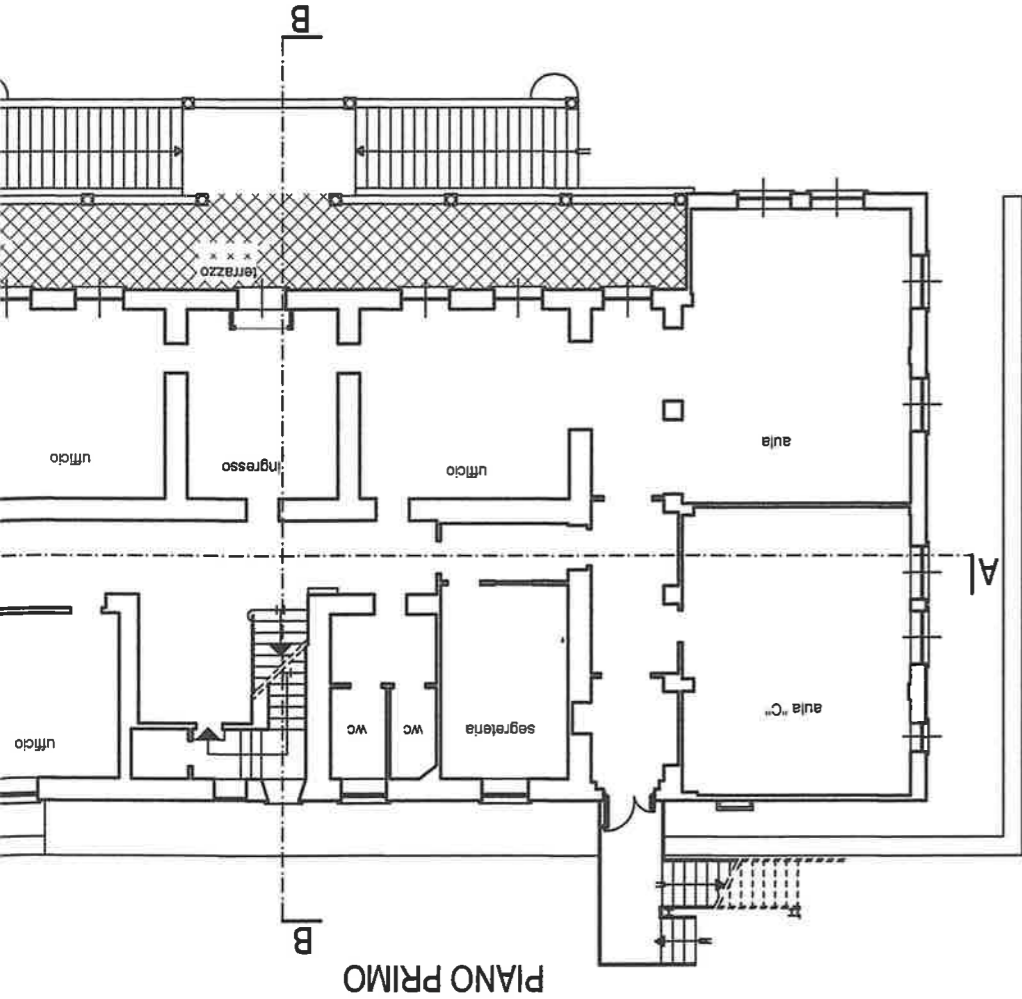 PIANO PRIMO
B
ufficio
wc
wc
segreteria
aula "C"
A
ufficio
ingresso
ufficio
aula
terrazzo
B